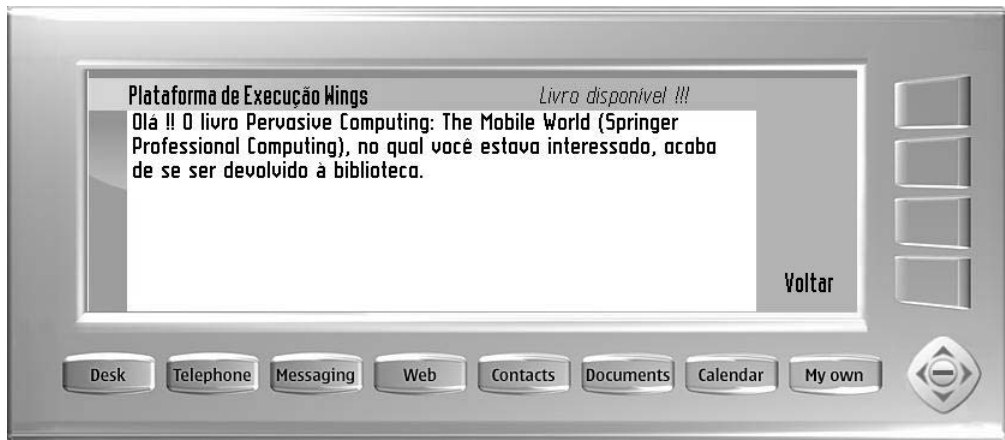 Plataforma de Execução Wings Livro disponível !!!
Olá !! O livro Pervasive Computing: The Mobile World (Springer
Professional Computing), no qual você estava interessado, acaba
de se ser devolvido à biblioteca.
Voltar
Desk Telephone Messaging Web Contacts Documents Calendar My own